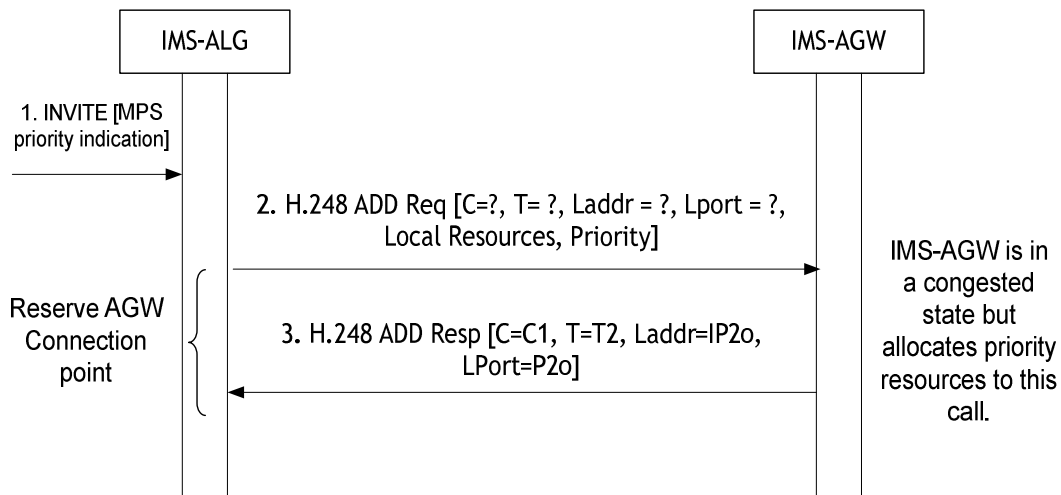 IMS-ALG
IMS-AGW
1. INVITE [MPS
priority indication]
2. H.248 ADD Req [C=?, T= ?, Laddr = ?, Lport = ?,
Local Resources, Priority]
Reserve AGW
Connection
point
3. H.248 ADD Resp [C=C1, T=T2, Laddr=IP2o,
LPort=P2o]
IMS-AGW is in
a congested
state but
allocates priority
resources to this
call.